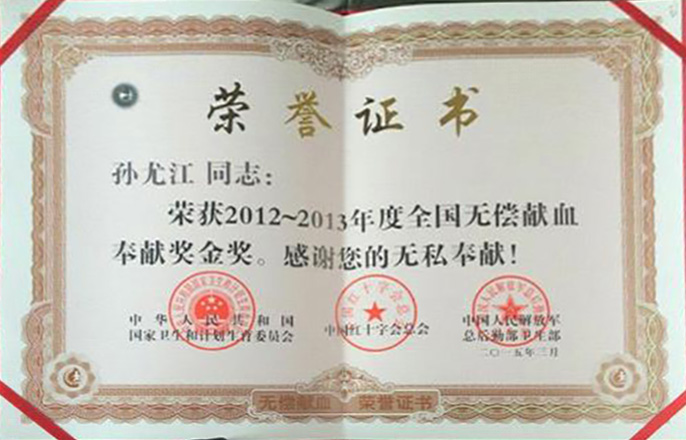 荣誉证书
孙尤江 同志：
荣获2012~2013年度全国无偿献血
奉献奖金奖。感谢您的无私奉献！
中华人民共和国
国家卫生和计划生育委员会
中国红十字会总会
中国人民解放军
总后勤部卫生部
二〇一五年三月
无偿献血 荣誉证书